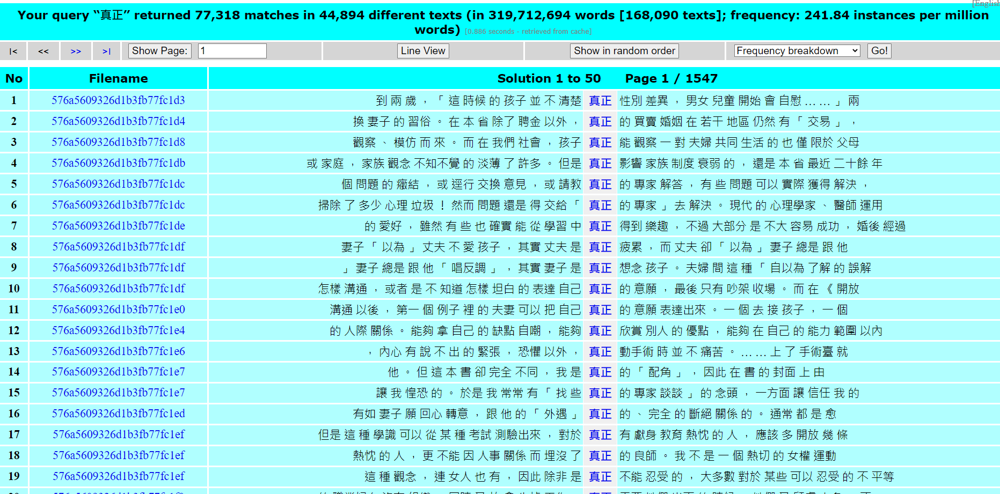 [English
Your query “真正” returned 77,318 matches in 44,894 different texts (in 319,712,694 words [168,090 texts]; frequency: 241.84 instances per million
words) [0.886 seconds - retrieved from cache]
|< << >> >| Show Page: 1 Line View Show in random order Frequency breakdown Go!
No Filename Solution 1 to 50 Page 1 / 1547
1 576a5609326d1b3fb77fc1d3 到 兩 歲 ， 「 這 時候 的 孩子 並 不 清楚 真正 性別 差異 ， 男女 兒童 開始 會 自慰 … … 」 兩
2 576a5609326d1b3fb77fc1d4 換 妻子 的 習俗 。 在 本 省 除了 聘金 以外 ， 真正 的 買賣 婚姻 在 若干 地區 仍然 有 「 交易 」 ，
3 576a5609326d1b3fb77fc1d8 觀察 、 模仿 而 來 。 而 在 我們 社會 ， 孩子 真正 能 觀察 一 對 夫婦 共同 生活 的 也 僅 限於 父母
4 576a5609326d1b3fb77fc1db 或 家庭 ， 家族 觀念 不知不覺 的 淡薄 了 許多 。 但是 真正 影響 家族 制度 衰弱 的 ， 還是 本 省 最近 二十餘 年
5 576a5609326d1b3fb77fc1dc 個 問題 的 癥結 ， 或 逕行 交換 意見 ， 或 請教 真正 的 專家 解答 ， 有 些 問題 可以 實際 獲得 解決 ，
6 576a5609326d1b3fb77fc1dc 掃除 了 多少 心理 垃圾 ！ 然而 問題 還是 得 交給 「 真正 的 專家 」 去 解決 。 現代 的 心理學家 、 醫師 運用
7 576a5609326d1b3fb77fc1de 的 愛好 ， 雖然 有 些 也 確實 能 從 學習 中 真正 得到 樂趣 ， 不過 大部分 是 不大 容易 成功 ， 婚後 經過
8 576a5609326d1b3fb77fc1df 妻子 「 以為 」 丈夫 不 愛 孩子 ， 其實 丈夫 是 真正 疲累 ， 而 丈夫 卻 「 以為 」 妻子 總是 跟 他
9 576a5609326d1b3fb77fc1df 」 妻子 總是 跟 他 「 唱反調 」 ， 其實 妻子 是 真正 想念 孩子 。 夫婦 間 這 種 「 自以為 了解 的 誤解
10 576a5609326d1b3fb77fc1df 怎樣 溝通 ， 或者 是 不 知道 怎樣 坦白 的 表達 自己 真正 的 意願 ， 最後 只有 吵架 收場 。 而 在 《 開放
11 576a5609326d1b3fb77fc1e0 溝通 以後 ， 第一 個 例子 裡 的 夫妻 可以 把 自己 真正 的 意願 表達出來 。 一 個 去 接 孩子 ， 一 個
12 576a5609326d1b3fb77fc1e4 的 人際 關係 。 能夠 拿 自己 的 缺點 自嘲 ， 能夠 真正 欣賞 別人 的 優點 ， 能夠 在 自己 的 能力 範圍 以內
13 576a5609326d1b3fb77fc1e6 ， 內心 有 說 不 出 的 緊張 ， 恐懼 以外 ， 真正 動手術 時 並 不 痛苦 。 … … 上 了 手術臺 就
14 576a5609326d1b3fb77fc1e7 他 。 但 這 本 書 卻 完全 不同 ， 我 是 真正 的 「 配角 」 ， 因此 在 書 的 封面 上 由
15 576a5609326d1b3fb77fc1e7 讓 我 惶恐 的 。 於是 我 常常 有 「 找 些 真正 的 專家 談談 」 的 念頭 ， 一方面 讓 信任 我 的
16 576a5609326d1b3fb77fc1ed 有如 妻子 願 回心 轉意 ， 跟 他 的 「 外遇 」 真正 的 、 完全 的 斷絕 關係 的 。 通常 都 是 愈
17 576a5609326d1b3fb77fc1ef 但是 這 種 學識 可以 從 某 種 考試 測驗出來 ， 對於 真正 有 獻身 教育 熱忱 的 人 ， 應該 多 開放 幾 條
18 576a5609326d1b3fb77fc1ef 熱忱 的 人 ， 更 不能 因 人事 關係 而 埋沒 了 真正 的 良師 。 我 不 是 一 個 熱切 的 女權 運動
19 576a5609326d1b3fb77fc1ef 這 種 觀念 ， 連 女人 也 有 ， 因此 除非 是 真正 不能 忍受 的 ， 大多數 對於 某些 可以 忍受 的 不 平等